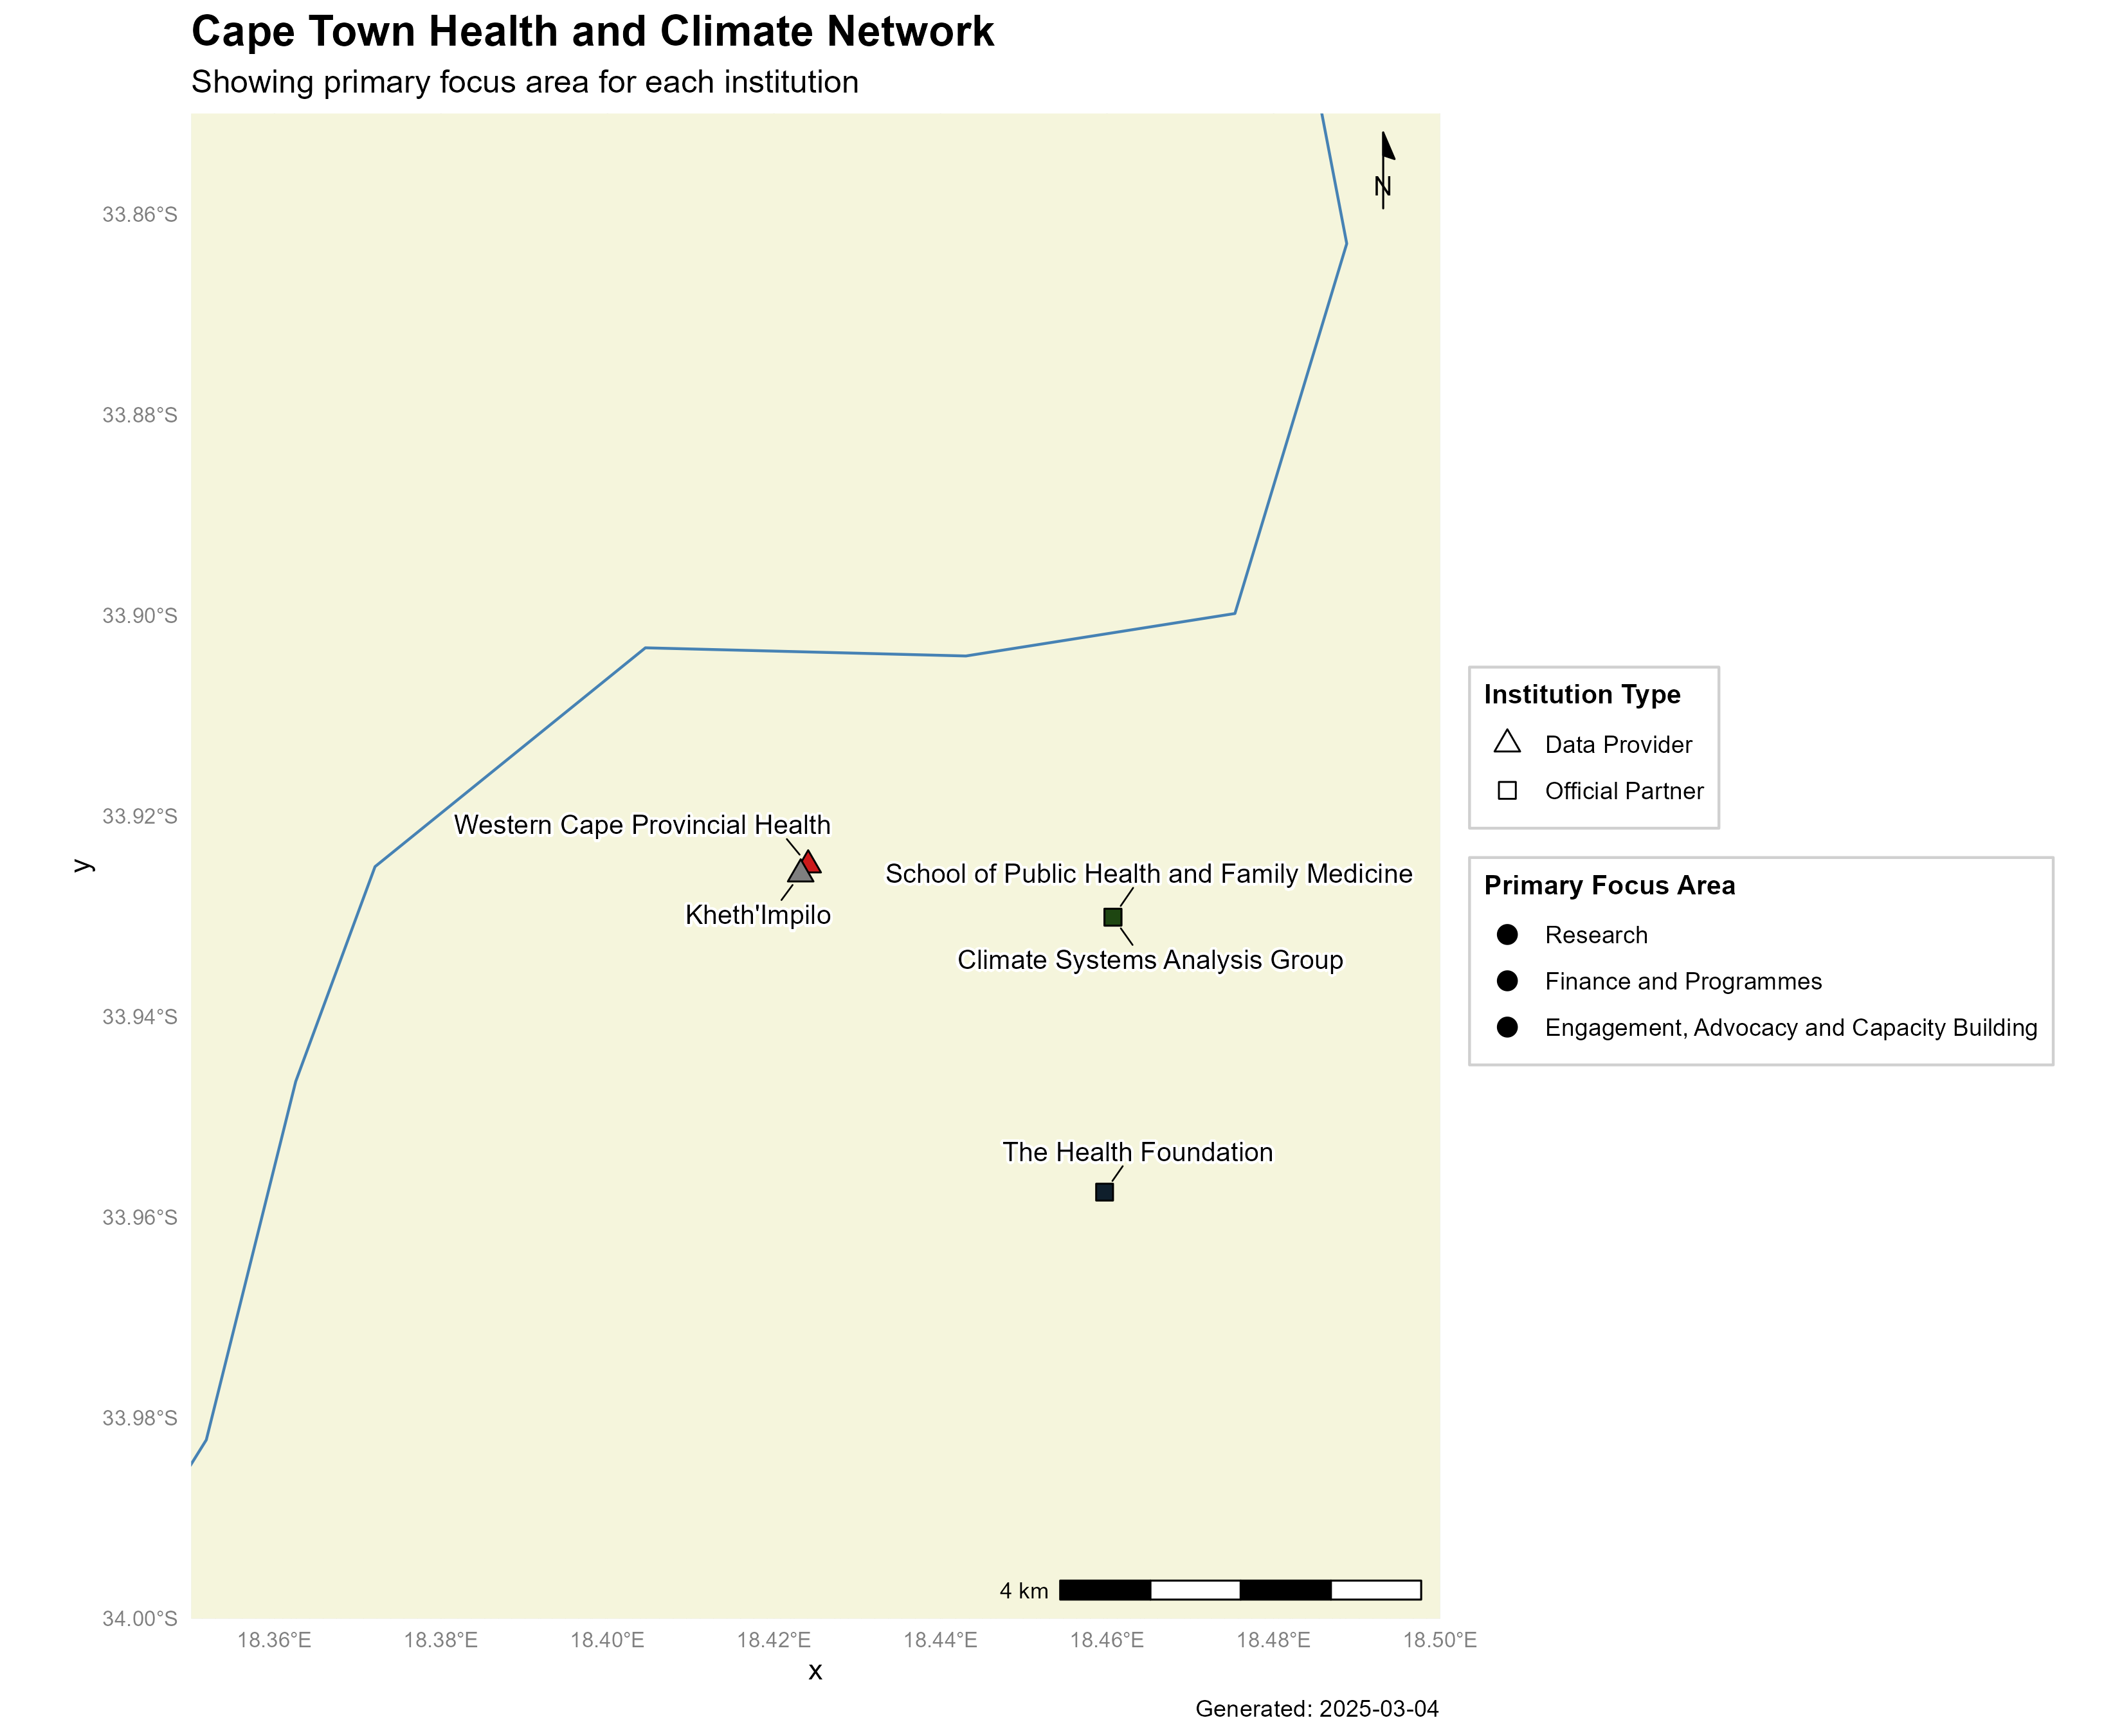 Cape Town Health and Climate Network
Showing primary focus area for each institution
N
33.86°S
33.88°S
33.90°S
33.92°S
33.94°S
33.96°S
33.98°S
34.00°S
y
Western Cape Provincial Health
Kheth'Impilo
School of Public Health and Family Medicine
Climate Systems Analysis Group
The Health Foundation
4 km
18.36°E 18.38°E 18.40°E 18.42°E 18.44°E 18.46°E 18.48°E 18.50°E
x
Institution Type
Data Provider
Official Partner
Primary Focus Area
Research
Finance and Programmes
Engagement, Advocacy and Capacity Building
Generated: 2025-03-04